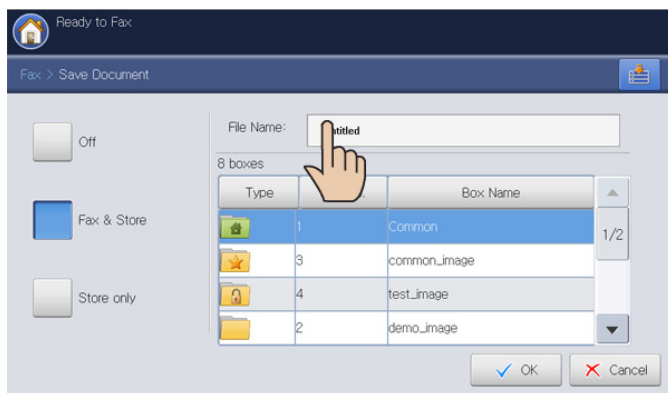 Ready to Fax
Fax > Save Document
File Name:
Off
8 boxes
Type
Box Name
Fax & Store
1 Common
1/2
3 common_image
Store only
4 test_image
2 demo_image
OK
Cancel